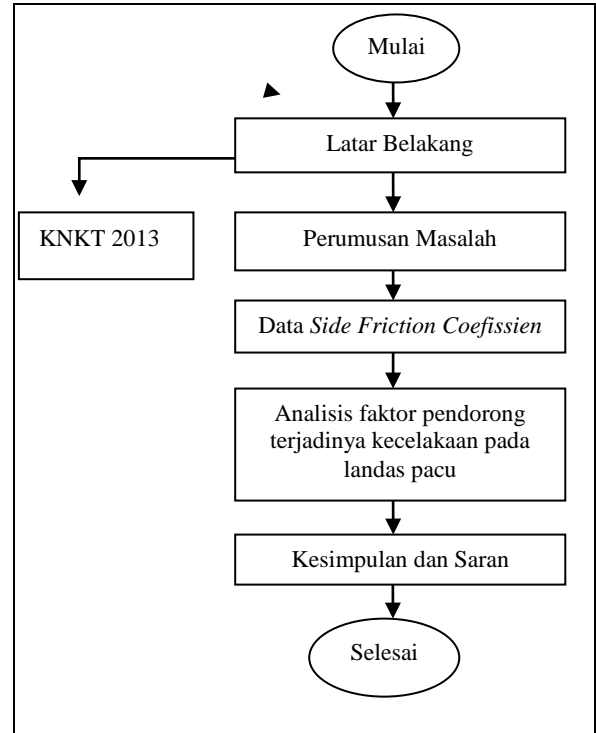 Mulai
Latar Belakang
KNKT 2013
Perumusan Masalah
Data Side Friction Coefissien
Analisis faktor pendorong
terjadinya kecelakaan pada
landas pacu
Kesimpulan dan Saran
Selesai